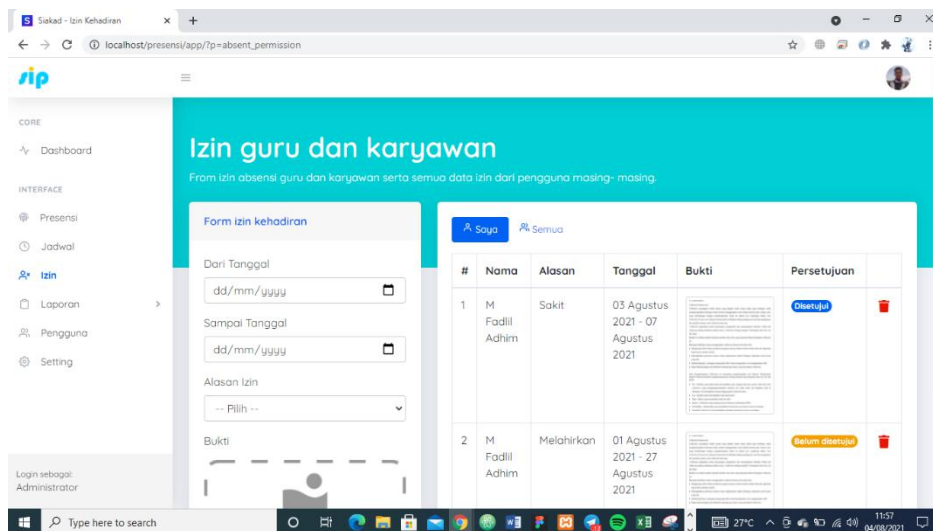 Siakad - Izin Kehadiran
localhost/presensi/app/?p=absent_permission
sip
CORE
Dashboard
INTERFACE
Presensi
Jadwal
Izin
Laporan
Pengguna
Setting
Login sebagai:
Administrator
Izin guru dan karyawan
From izin absensi guru dan karyawan serta semua data izin dari pengguna masing- masing.
Form izin kehadiran
Dari Tanggal
dd/mm/yyyy
Sampai Tanggal
dd/mm/yyyy
Alasan Izin
-- Pilih --
Bukti
Saya Semua
# Nama Alasan Tanggal Bukti Persetujuan
1 M Fadlil Adhim Sakit 03 Agustus 2021 - 07 Agustus 2021 Disetujui
2 M Fadlil Adhim Melahirkan 01 Agustus 2021 - 27 Agustus 2021 Belum disetujui
Type here to search
27°C
11:57
04/08/2021